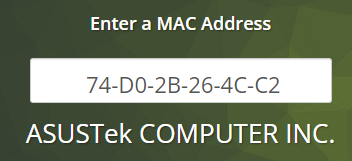 Enter a MAC Address
74-D0-2B-26-4C-C2
ASUSTek COMPUTER INC.